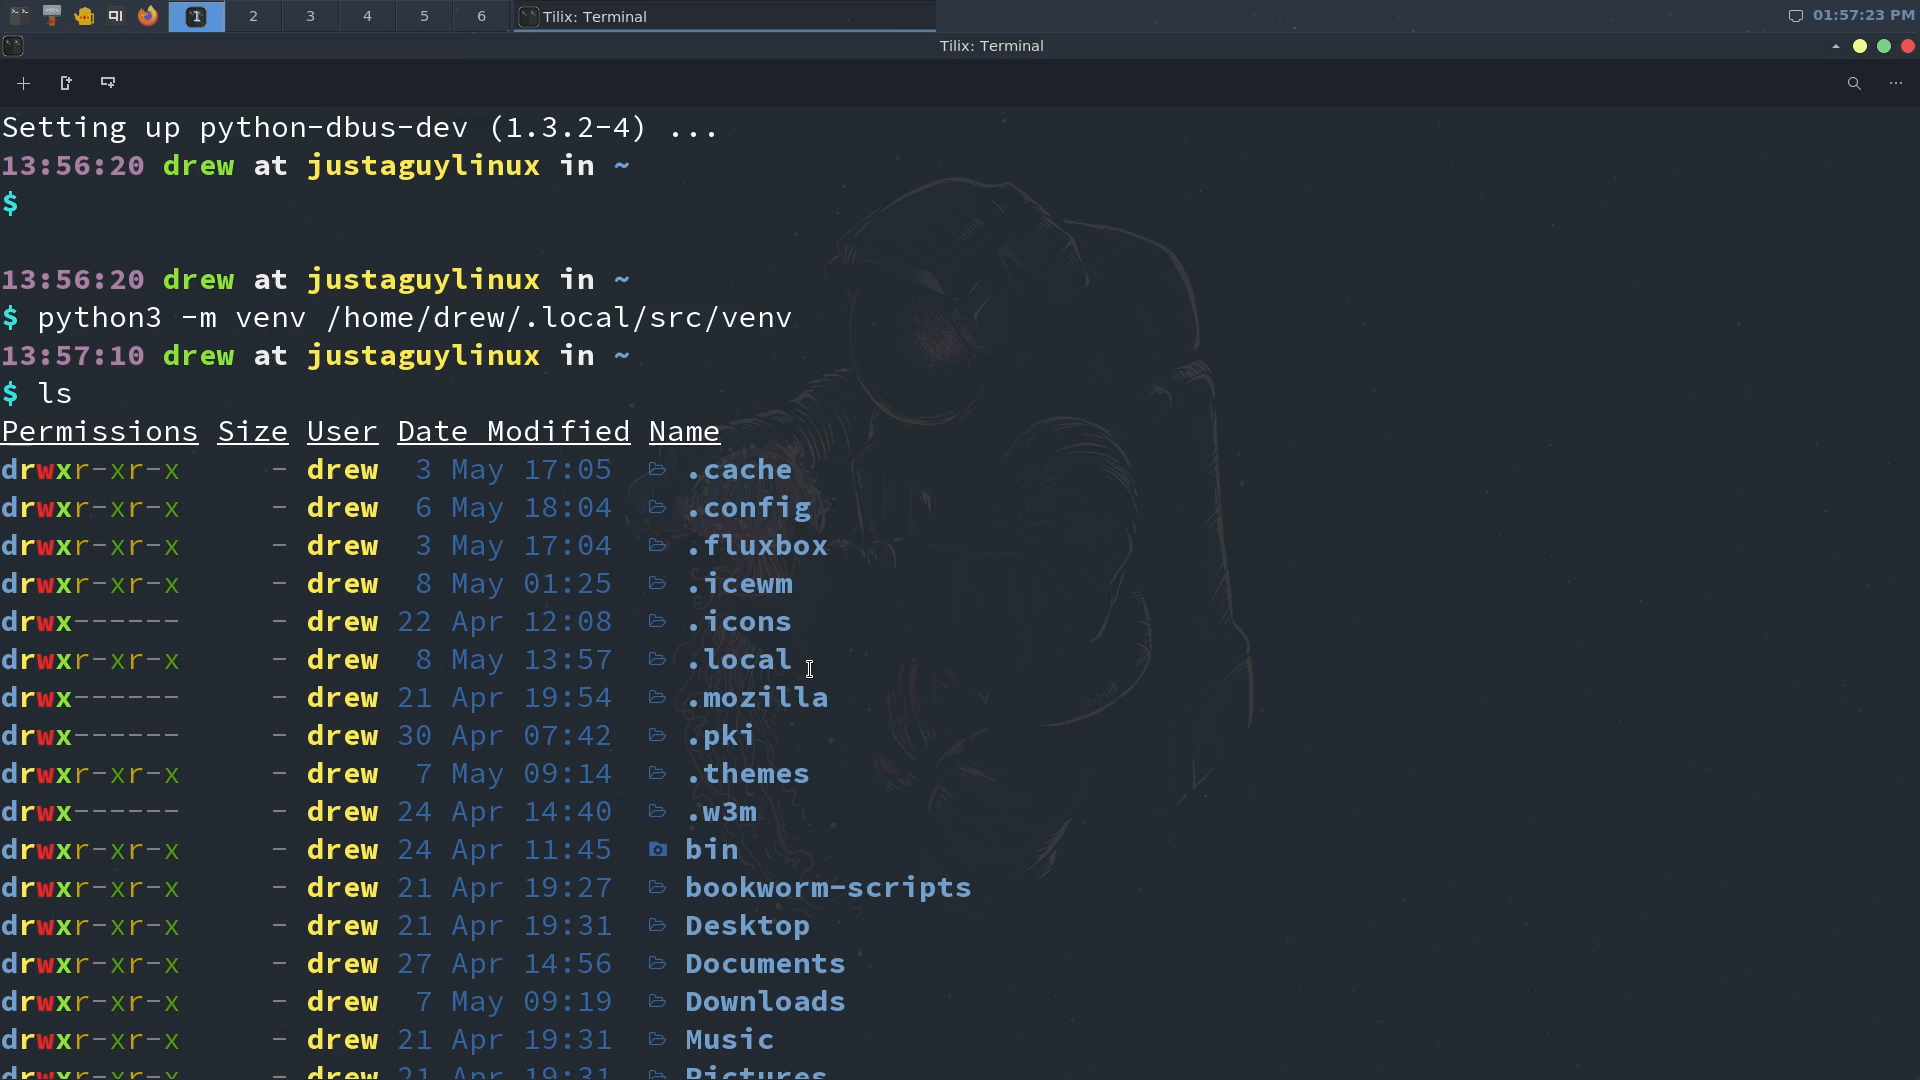 1 2 3 4 5 6 Tilix: Terminal 01:57:23 PM
Tilix: Terminal
Setting up python-dbus-dev (1.3.2-4) ...
13:56:20 drew at justaguylinux in ~
$
13:56:20 drew at justaguylinux in ~
$ python3 -m venv /home/drew/.local/src/venv
13:57:10 drew at justaguylinux in ~
$ ls
Permissions Size User Date Modified Name
drwxr-xr-x - drew 3 May 17:05 .cache
drwxr-xr-x - drew 6 May 18:04 .config
drwxr-xr-x - drew 3 May 17:04 .fluxbox
drwxr-xr-x - drew 8 May 01:25 .icewm
drwx------ - drew 22 Apr 12:08 .icons
drwxr-xr-x - drew 8 May 13:57 .local
drwx------ - drew 21 Apr 19:54 .mozilla
drwx------ - drew 30 Apr 07:42 .pki
drwxr-xr-x - drew 7 May 09:14 .themes
drwx------ - drew 24 Apr 14:40 .w3m
drwxr-xr-x - drew 24 Apr 11:45 bin
drwxr-xr-x - drew 21 Apr 19:27 bookworm-scripts
drwxr-xr-x - drew 21 Apr 19:31 Desktop
drwxr-xr-x - drew 27 Apr 14:56 Documents
drwxr-xr-x - drew 7 May 09:19 Downloads
drwxr-xr-x - drew 21 Apr 19:31 Music
drwxr-xr-x - drew 21 Apr 19:31 Pictures